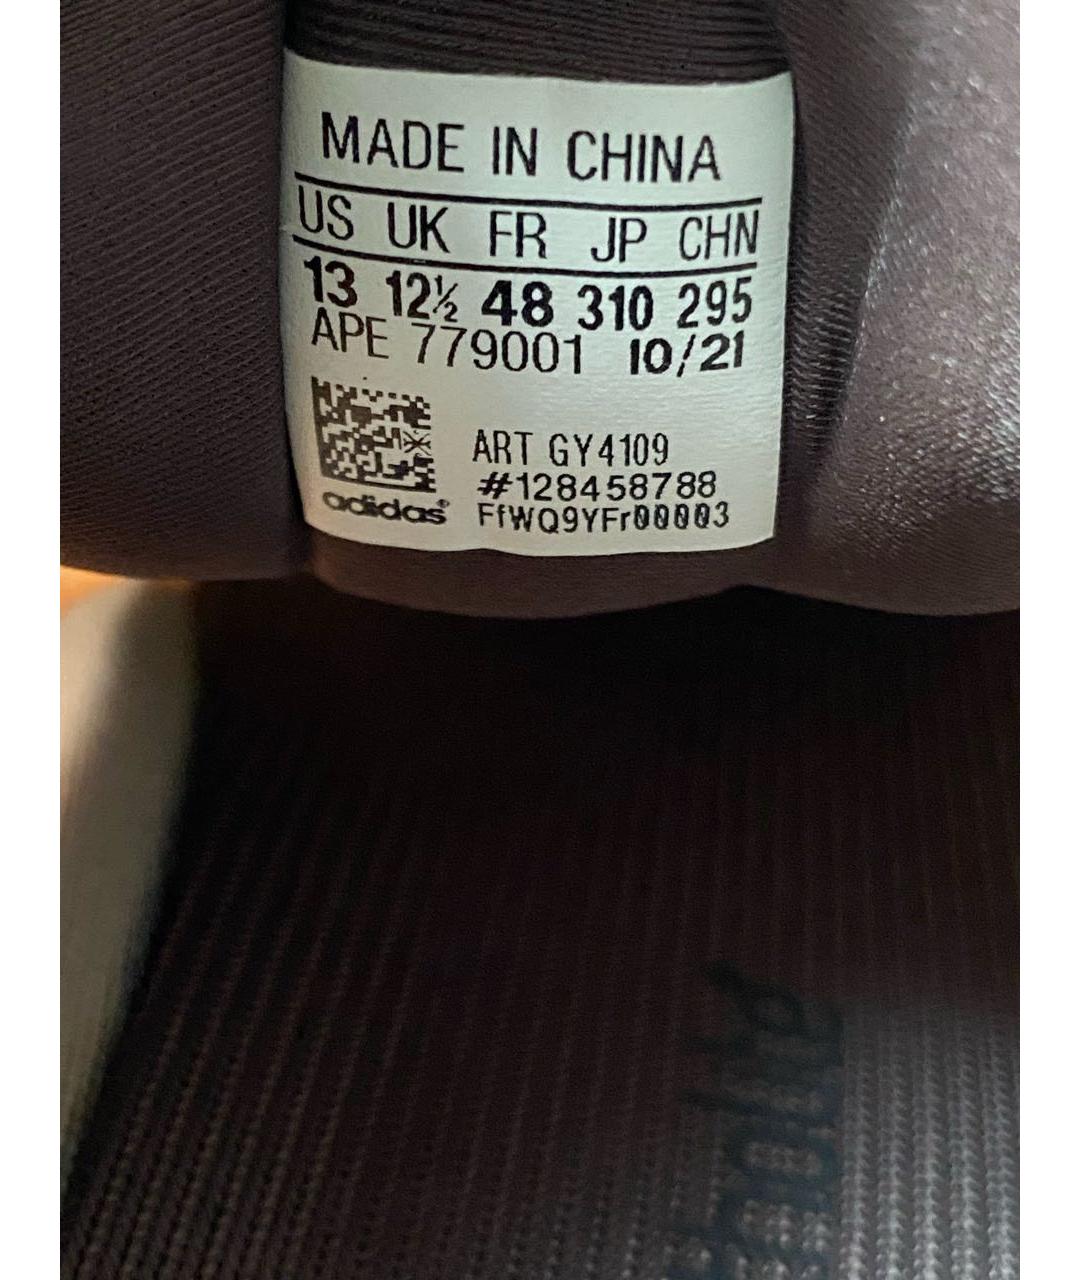 MADE IN CHINA
US UK FR JP CHN
13 12½ 48 310 295
APE 779001 10/21
ART GY4109
#128458788
adidas® FfWQ9YFr00003